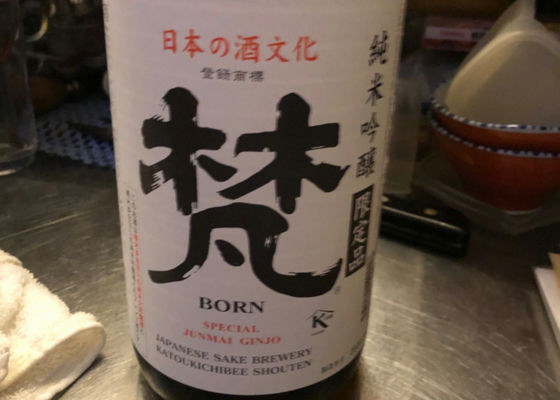 日本の酒文化
登録商標
純米吟醸
限定品
梵
BORN
SPECIAL
JUNMAI GINJO
K
JAPANESE SAKE BREWERY
KATOUKICHIBEE SHOUTEN